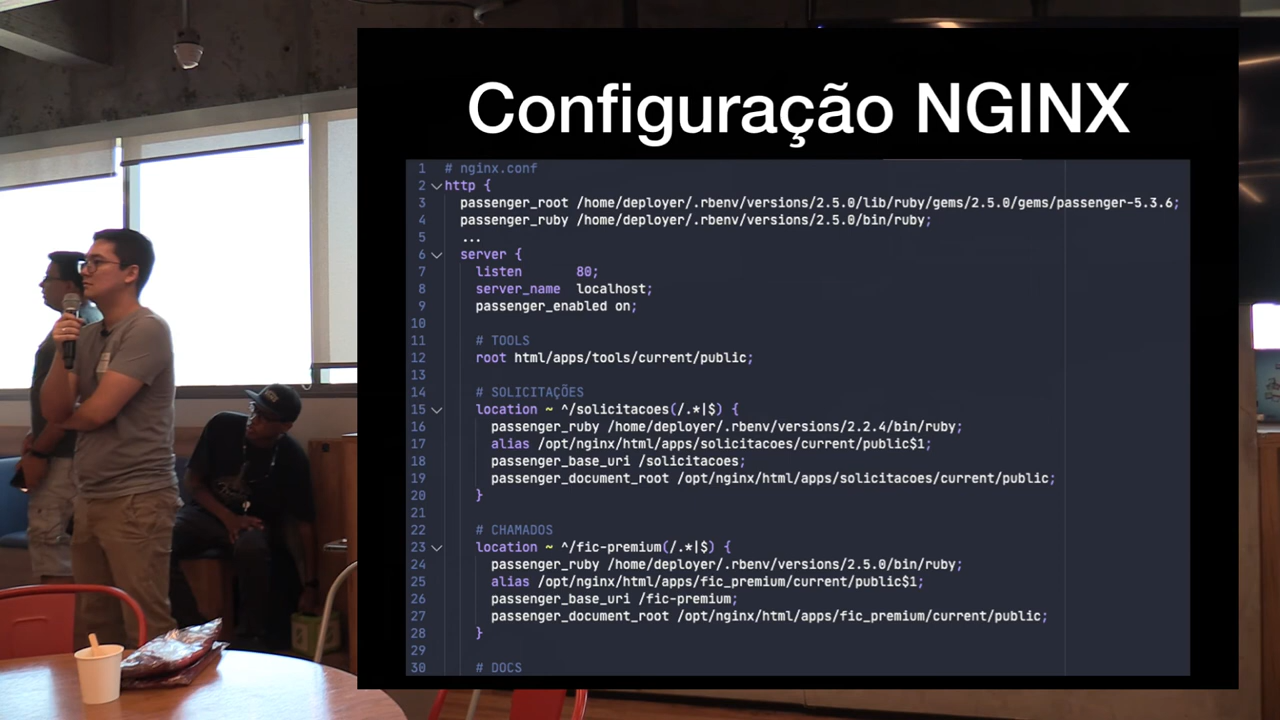 Configuração NGINX
1 # nginx.conf
2 http {
3 passenger_root /home/deployer/.rbenv/versions/2.5.0/lib/ruby/gems/2.5.0/gems/passenger-5.3.6;
4 passenger_ruby /home/deployer/.rbenv/versions/2.5.0/bin/ruby;
5 ...
6 server {
7 listen 80;
8 server_name localhost;
9 passenger_enabled on;
10
11 # TOOLS
12 root html/apps/tools/current/public;
13
14 # SOLICITAÇÕES
15 location ~ ^/solicitacoes(/.*|$) {
16 passenger_ruby /home/deployer/.rbenv/versions/2.2.4/bin/ruby;
17 alias /opt/nginx/html/apps/solicitacoes/current/public$1;
18 passenger_base_uri /solicitacoes;
19 passenger_document_root /opt/nginx/html/apps/solicitacoes/current/public;
20 }
21
22 # CHAMADOS
23 location ~ ^/fic-premium(/.*|$) {
24 passenger_ruby /home/deployer/.rbenv/versions/2.5.0/bin/ruby;
25 alias /opt/nginx/html/apps/fic_premium/current/public$1;
26 passenger_base_uri /fic-premium;
27 passenger_document_root /opt/nginx/html/apps/fic_premium/current/public;
28 }
29
30 # DOCS